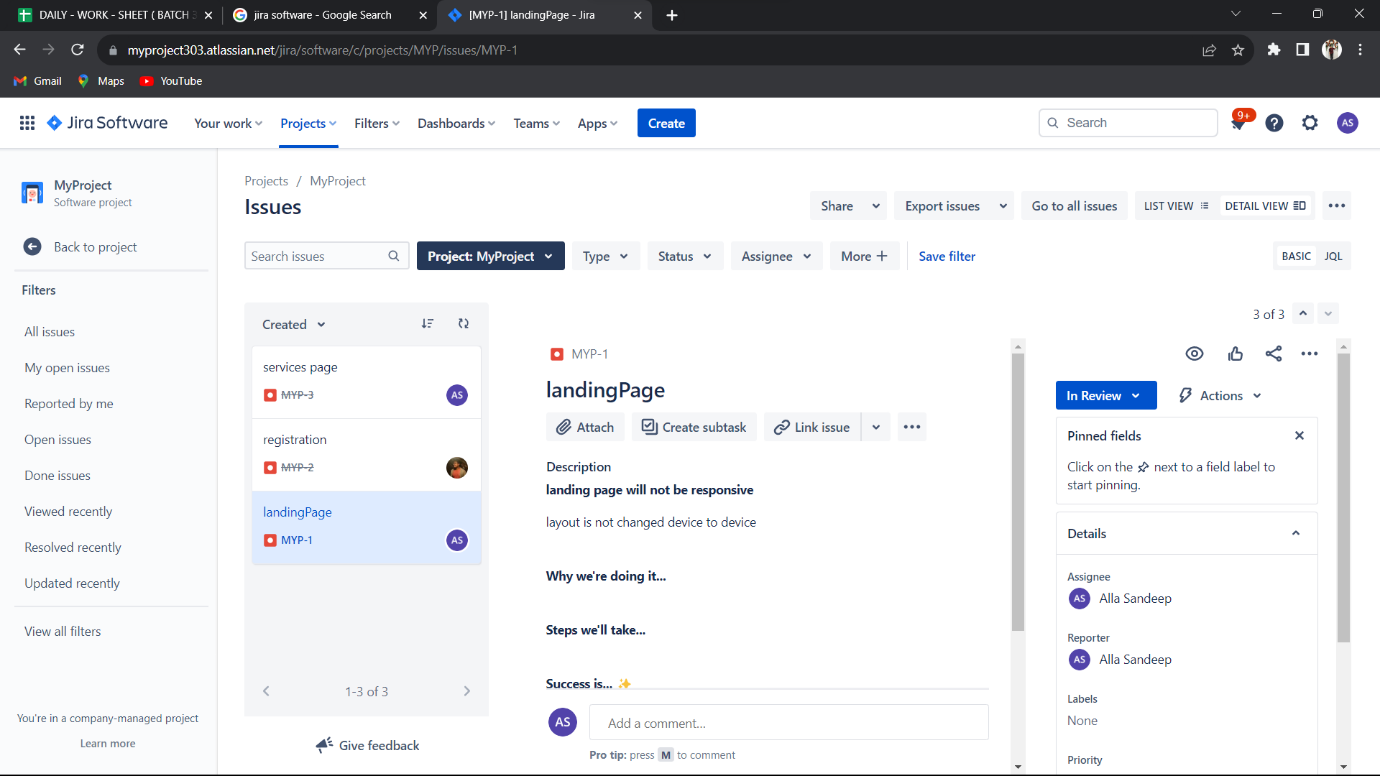 DAILY - WORK - SHEET ( BATCH 3
jira software - Google Search
[MYP-1] landingPage - Jira
myproject303.atlassian.net/jira/software/c/projects/MYP/issues/MYP-1
Gmail
Maps
YouTube
Jira Software
Your work
Projects
Filters
Dashboards
Teams
Apps
Create
Search
9+
AS
MyProject
Software project
Back to project
Filters
All issues
My open issues
Reported by me
Open issues
Done issues
Viewed recently
Resolved recently
Updated recently
View all filters
You're in a company-managed project
Learn more
Projects / MyProject
Issues
Share
Export issues
Go to all issues
LIST VIEW
DETAIL VIEW
Search issues
Project: MyProject
Type
Status
Assignee
More +
Save filter
BASIC
JQL
Created
services page
MYP-3
AS
registration
MYP-2
landingPage
MYP-1
AS
1-3 of 3
Give feedback
3 of 3
MYP-1
landingPage
Attach
Create subtask
Link issue
Description
landing page will not be responsive
layout is not changed device to device
Why we're doing it...
Steps we'll take...
Success is... ✨
AS
Add a comment...
Pro tip: press M to comment
In Review
Actions
Pinned fields
Click on the next to a field label to
start pinning.
Details
Assignee
AS Alla Sandeep
Reporter
AS Alla Sandeep
Labels
None
Priority